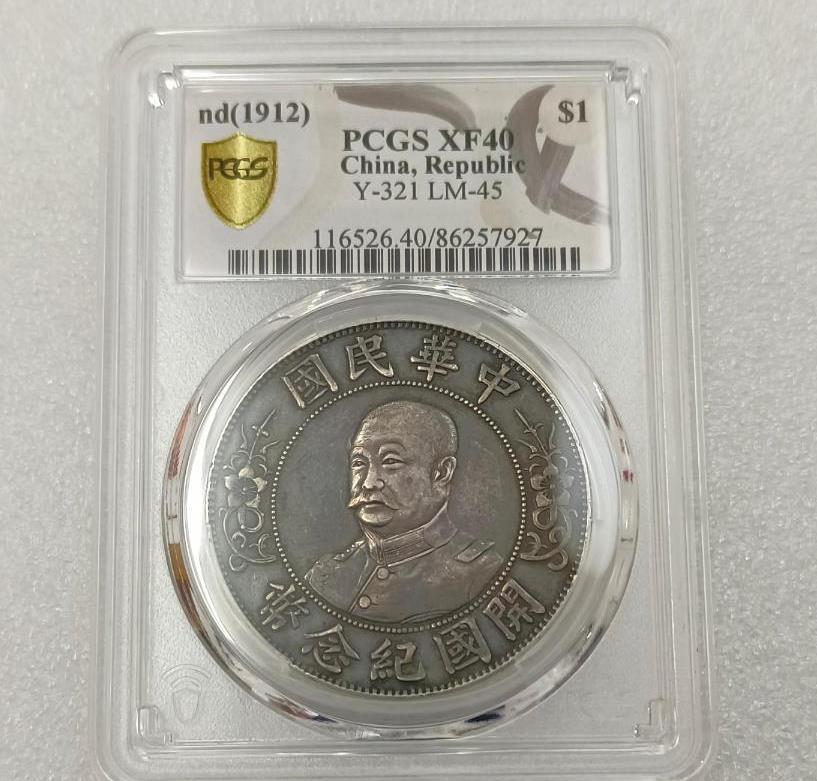 nd(1912)
$1
PCGS XF40
PCGS
China, Republic
Y-321 LM-45
116526.40/86257927
中華民國
開國紀念幣